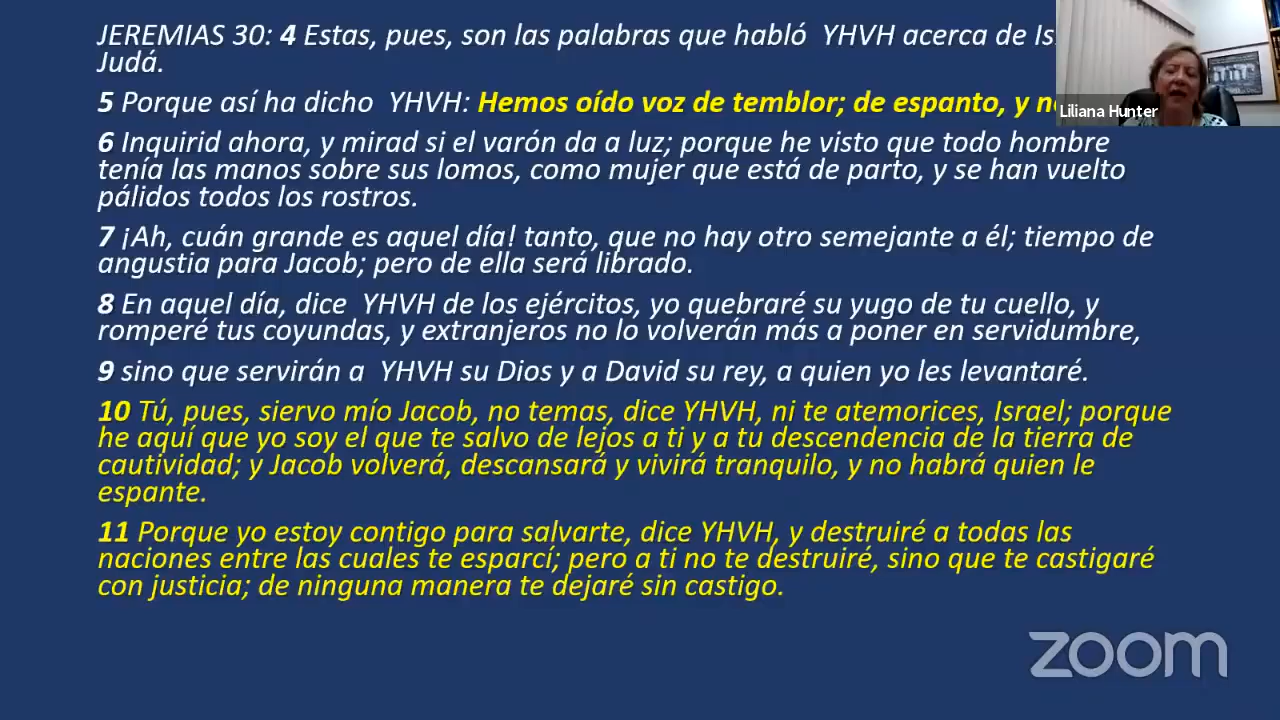 JEREMIAS 30: 4 Estas, pues, son las palabras que habló YHVH acerca de
Judá.
5 Porque así ha dicho YHVH: Hemos oído voz de temblor; de espanto, y
Liliana Hunter
6 Inquirid ahora, y mirad si el varón da a luz; porque he visto que todo hombre
tenía las manos sobre sus lomos, como mujer que está de parto, y se han vuelto
pálidos todos los rostros.
7 ¡Ah, cuán grande es aquel día! tanto, que no hay otro semejante a él; tiempo de
angustia para Jacob; pero de ella será librado.
8 En aquel día, dice YHVH de los ejércitos, yo quebraré su yugo de tu cuello, y
romperé tus coyundas, y extranjeros no lo volverán más a poner en servidumbre,
9 sino que servirán a YHVH su Dios y a David su rey, a quien yo les levantaré.
10 Tú, pues, siervo mío Jacob, no temas, dice YHVH, ni te atemorices, Israel; porque
he aquí que yo soy el que te salvo de lejos a ti y a tu descendencia de la tierra de
cautividad; y Jacob volverá, descansará y vivirá tranquilo, y no habrá quien le
espante.
11 Porque yo estoy contigo para salvarte, dice YHVH, y destruiré a todas las
naciones entre las cuales te esparcí; pero a ti no te destruiré, sino que te castigaré
con justicia; de ninguna manera te dejaré sin castigo.
zoom